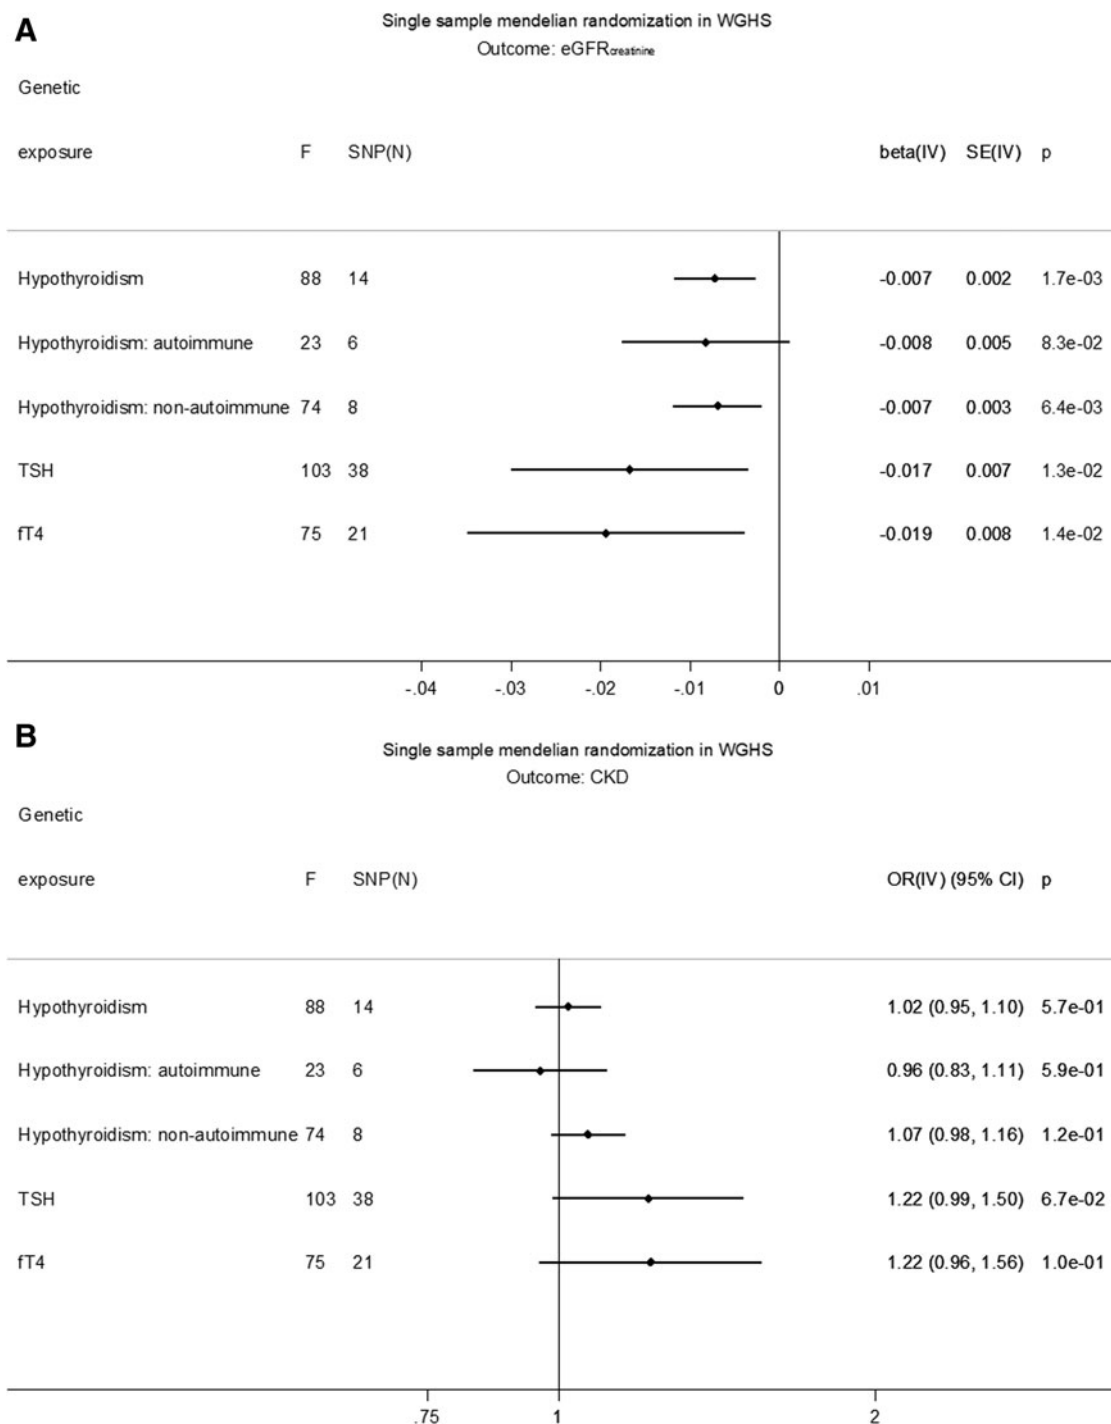 A
Single sample mendelian randomization in WGHS
Outcome: eGFRcreatinine
Genetic
exposure F SNP(N) beta(IV) SE(IV) p
Hypothyroidism 88 14 -0.007 0.002 1.7e-03
Hypothyroidism: autoimmune 23 6 -0.008 0.005 8.3e-02
Hypothyroidism: non-autoimmune 74 8 -0.007 0.003 6.4e-03
TSH 103 38 -0.017 0.007 1.3e-02
fT4 75 21 -0.019 0.008 1.4e-02
-.04 -.03 -.02 -.01 0 .01
B
Single sample mendelian randomization in WGHS
Outcome: CKD
Genetic
exposure F SNP(N) OR(IV) (95% CI) p
Hypothyroidism 88 14 1.02 (0.95, 1.10) 5.7e-01
Hypothyroidism: autoimmune 23 6 0.96 (0.83, 1.11) 5.9e-01
Hypothyroidism: non-autoimmune 74 8 1.07 (0.98, 1.16) 1.2e-01
TSH 103 38 1.22 (0.99, 1.50) 6.7e-02
fT4 75 21 1.22 (0.96, 1.56) 1.0e-01
.75 1 2